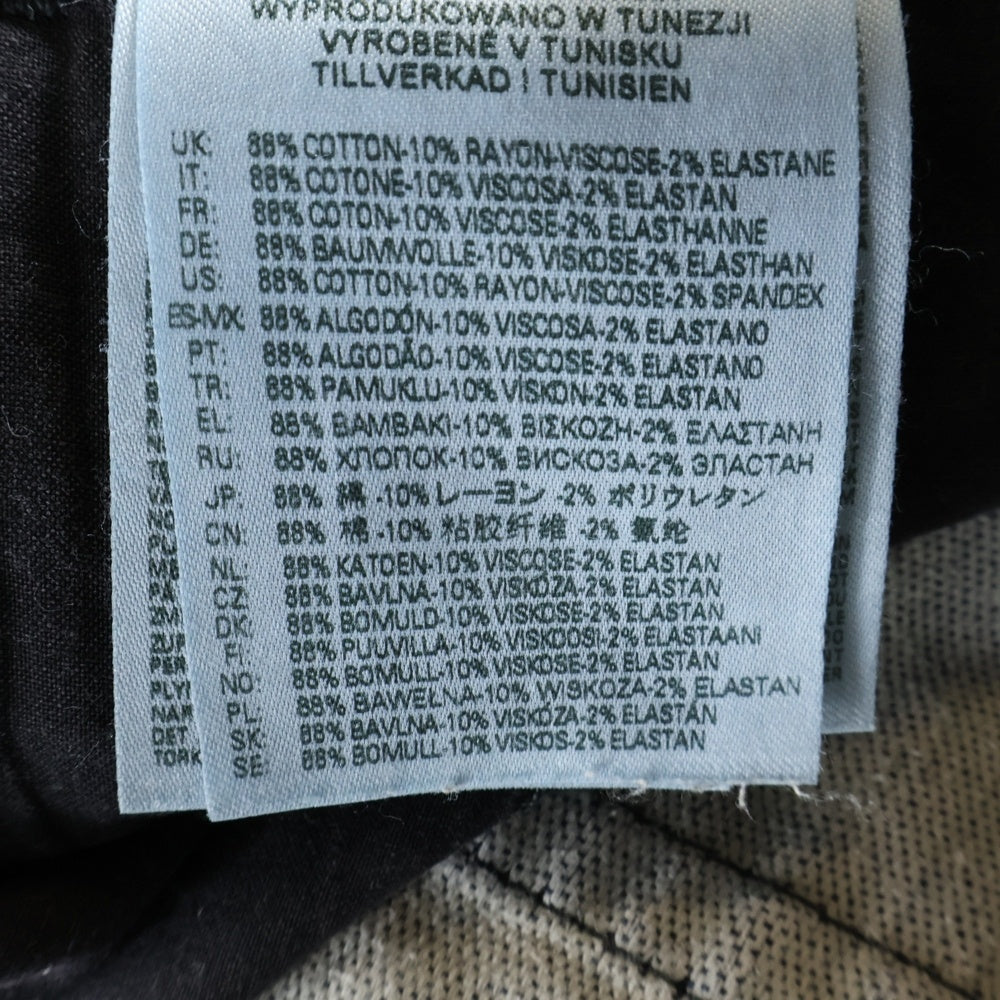 WYPRODUKOWANO W TUNEZJI
VYROBENÉ V TUNISKU
TILLVERKAD I TUNISIEN
UK: 88% COTTON-10% RAYON-VISCOSE-2% ELASTANE
IT: 88% COTONE-10% VISCOSA-2% ELASTAN
FR: 88% COTON-10% VISCOSE-2% ELASTHANNE
DE: 88% BAUMWOLLE-10% VISKOSE-2% ELASTHAN
US: 88% COTTON-10% RAYON-VISCOSE-2% SPANDEX
ES-MX: 88% ALGODÓN-10% VISCOSA-2% ELASTANO
PT: 88% ALGODÃO-10% VISCOSE-2% ELASTANO
TR: 88% PAMUKLU-10% VİSKON-2% ELASTAN
EL: 88% ΒΑΜΒΑΚΙ-10% ΒΙΣΚΟΖΗ-2% ΕΛΑΣΤΑΝΗ
RU: 88% ХЛОПОК-10% ВИСКОЗА-2% ЭЛАСТАН
JP: 88% 綿 -10% レーヨン -2% ポリウレタン
CN: 88% 棉 -10% 粘胶纤维 -2% 氨纶
NL: 88% KATOEN-10% VISCOSE-2% ELASTAN
CZ: 88% BAVLNA-10% VISKÓZA-2% ELASTAN
DK: 88% BOMULD-10% VISKOSE-2% ELASTAN
FI: 88% PUUVILLA-10% VISKOOSI-2% ELASTAANI
NO: 88% BOMULL-10% VISKOSE-2% ELASTAN
PL: 88% BAWEŁNA-10% WISKOZA-2% ELASTAN
SK: 88% BAVLNA-10% VISKÓZA-2% ELASTAN
SE: 88% BOMULL-10% VISKOS-2% ELASTAN